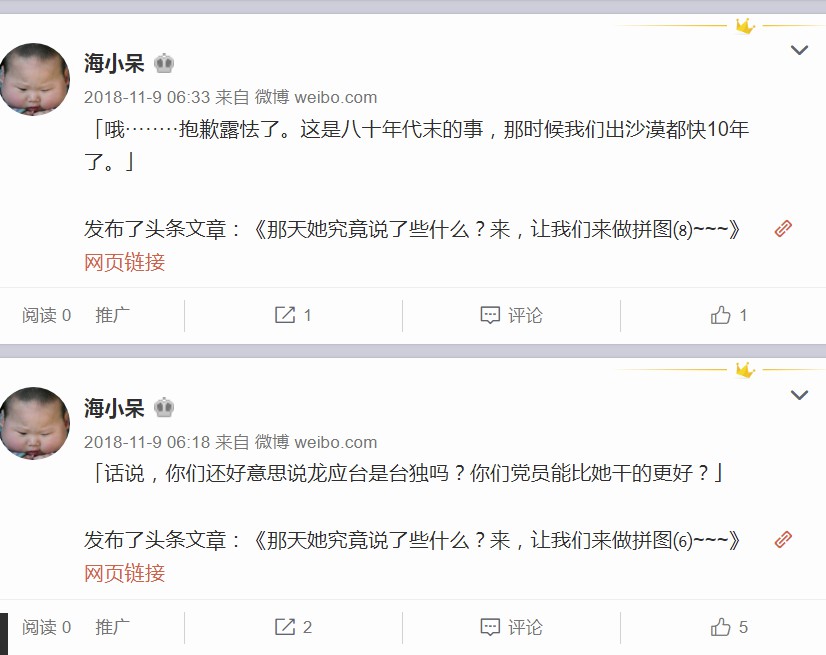 海小呆
2018-11-9 06:33 来自 微博 weibo.com
「哦········抱歉露怯了。这是八十年代末的事，那时候我们出沙漠都快10年
了。」
发布了头条文章：《那天她究竟说了些什么？来，让我们来做拼图⑻~~~》
网页链接
阅读 0 推广 1 评论 1
海小呆
2018-11-9 06:18 来自 微博 weibo.com
「话说，你们还好意思说龙应台是台独吗？你们党员能比她干的更好？」
发布了头条文章：《那天她究竟说了些什么？来，让我们来做拼图⑹~~~》
网页链接
阅读 0 推广 2 评论 5